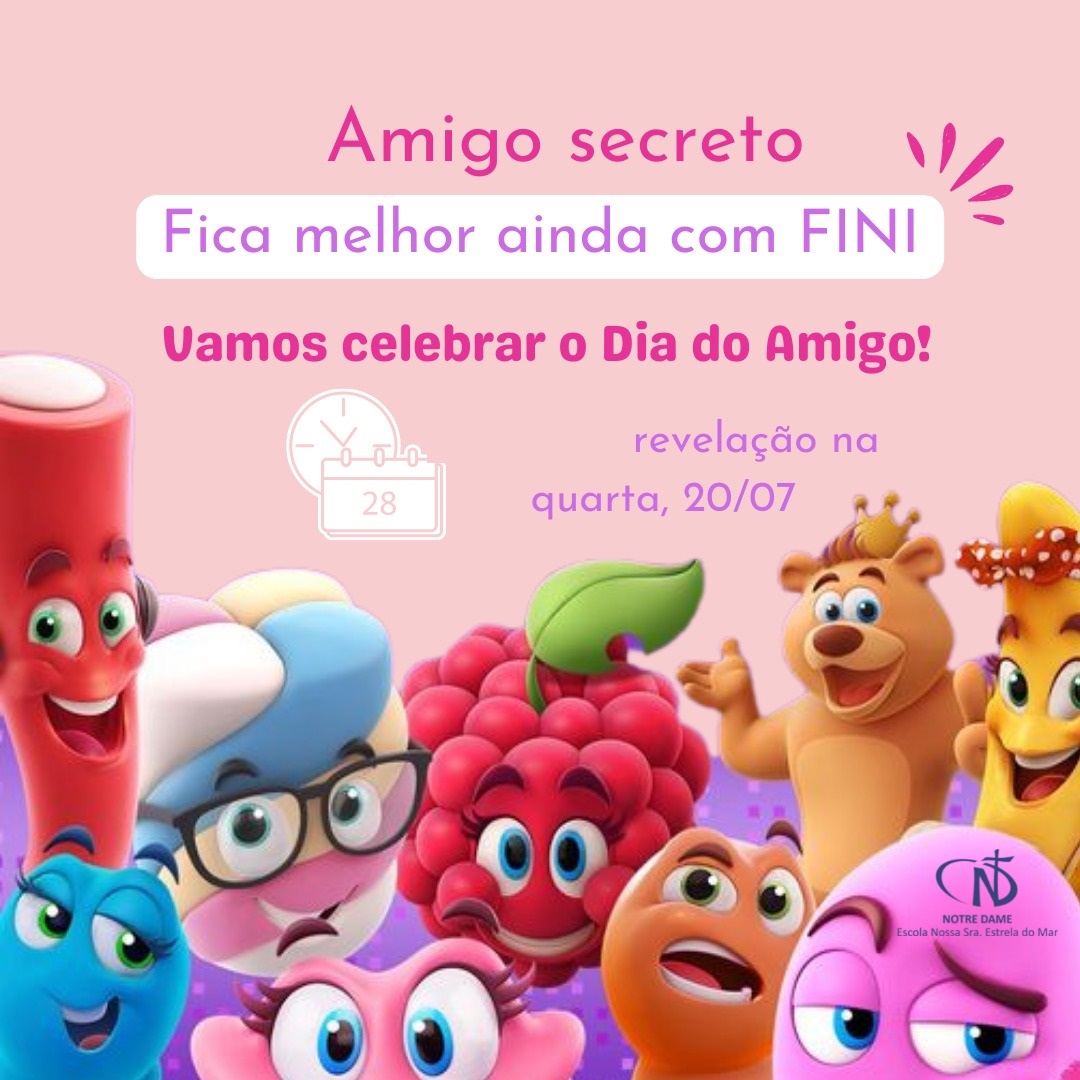 Amigo secreto
Fica melhor ainda com FINI
Vamos celebrar o Dia do Amigo!
28
revelação na
quarta, 20/07
ND
NOTRE DAME
Escola Nossa Sra. Estrela do Mar